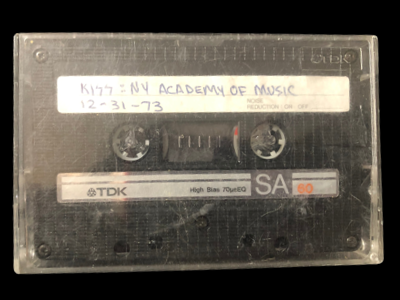 KISS: NY ACADEMY OF MUSIC
12-31-73
NOISE
REDUCTION ON OFF
TDK
High Bias 70μsEQ
SA
60